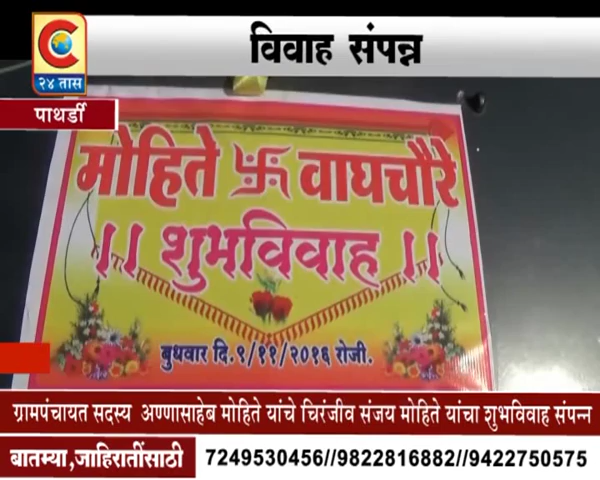 विवाह संपन्न
C
२४ तास
पाथर्डी
मोहिते 卐 वाघचौरे
|| शुभविवाह ||
बुधवार दि.९/११/२०१६ रोजी.
ग्रामपंचायत सदस्य अण्णासाहेब मोहिते यांचे चिरंजीव संजय मोहिते यांचा शुभविवाह संपन्न
बातम्या,जाहिरातींसाठी
7249530456//9822816882//9422750575